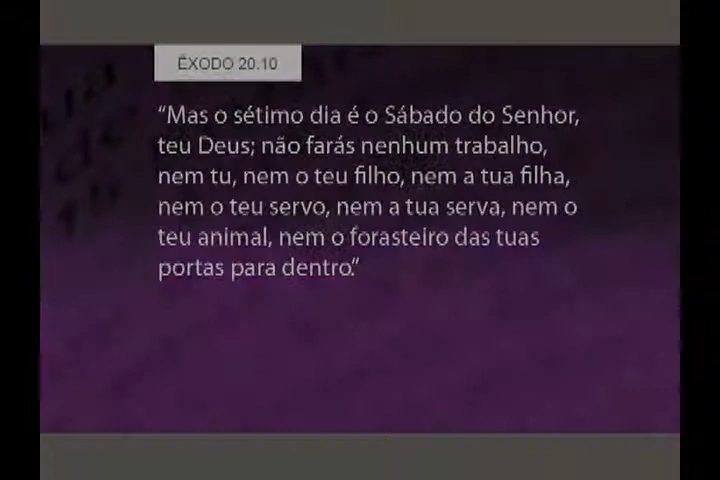 ÊXODO 20.10
“Mas o sétimo dia é o Sábado do Senhor,
teu Deus; não farás nenhum trabalho,
nem tu, nem o teu filho, nem a tua filha,
nem o teu servo, nem a tua serva, nem o
teu animal, nem o forasteiro das tuas
portas para dentro.”